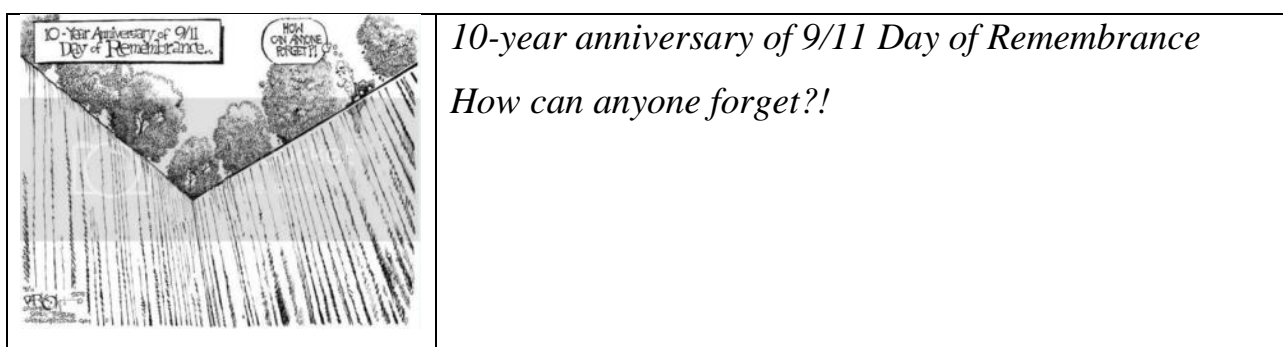 10-Year Anniversary of 9/11
Day of Remembrance...
HOW
CAN ANYONE
FORGET?!
10-year anniversary of 9/11 Day of Remembrance
How can anyone forget?!